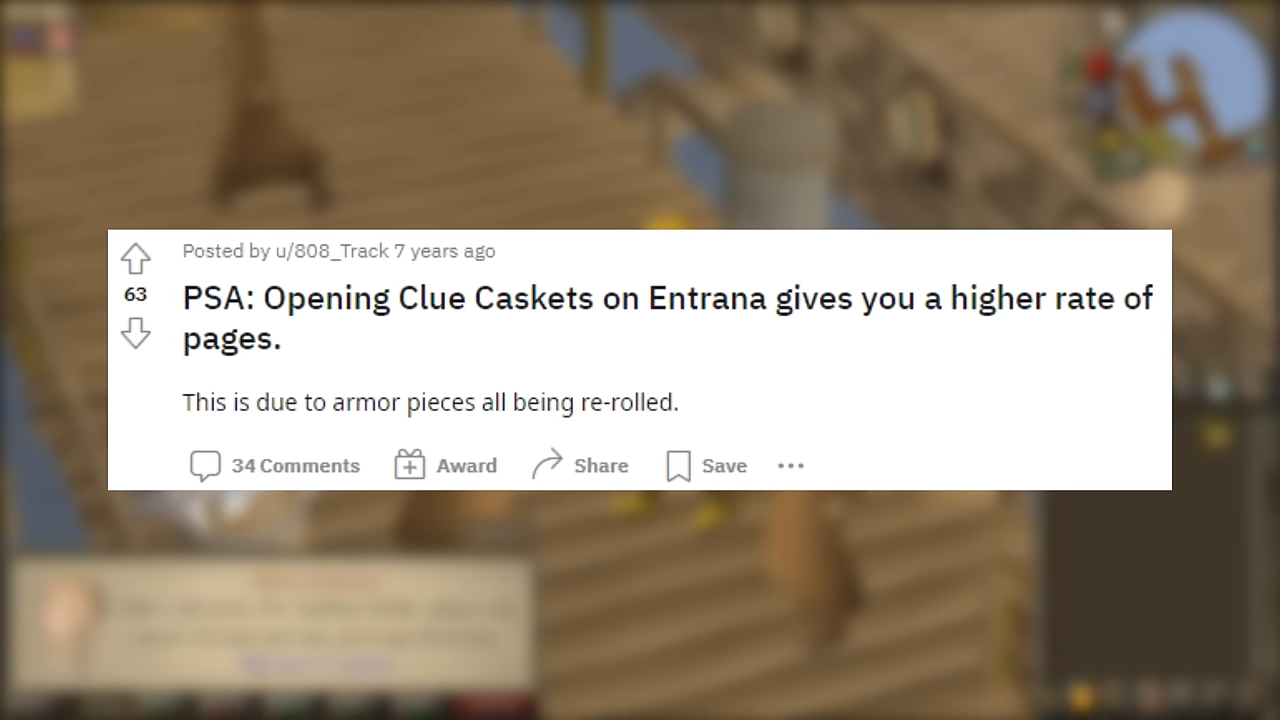 Posted by u/808_Track 7 years ago
63
PSA: Opening Clue Caskets on Entrana gives you a higher rate of
pages.
This is due to armor pieces all being re-rolled.
34 Comments Award Share Save